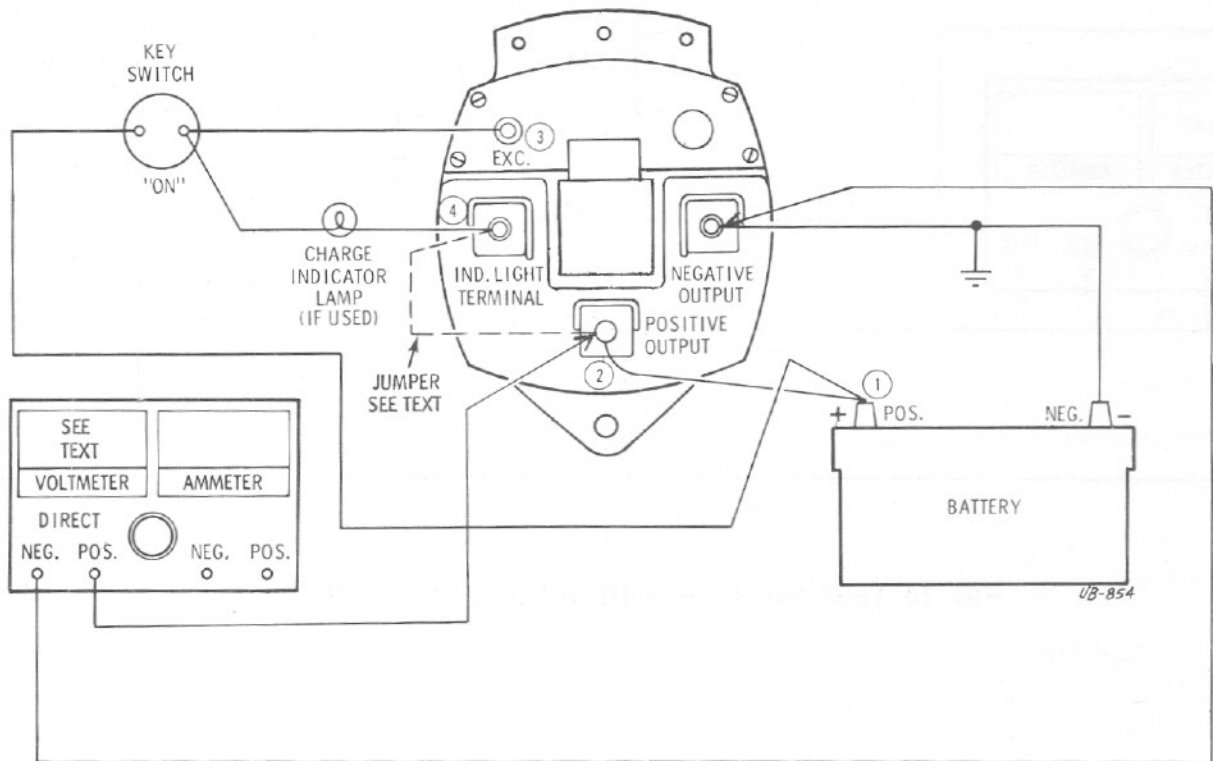 KEY
SWITCH
"ON"
3
EXC.
4
CHARGE
INDICATOR
LAMP
(IF USED)
IND. LIGHT
TERMINAL
NEGATIVE
OUTPUT
POSITIVE
OUTPUT
JUMPER
SEE TEXT
2
1
+ POS.
NEG. -
BATTERY
UB-854
SEE
TEXT
VOLTMETER
AMMETER
DIRECT
NEG. POS. NEG. POS.